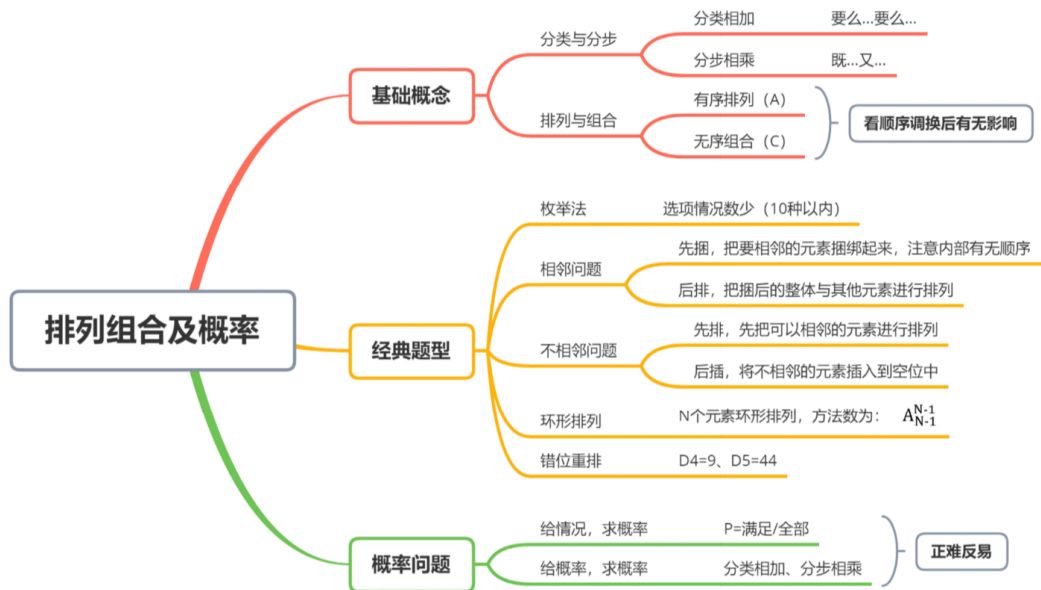 排列组合及概率
基础概念
分类与分步
分类相加 要么...要么...
分步相乘 既...又...
排列与组合
有序排列（A）
无序组合（C）
看顺序调换后有无影响
经典题型
枚举法 选项情况数少（10种以内）
相邻问题
先捆，把要相邻的元素捆绑起来，注意内部有无顺序
后排，把捆后的整体与其他元素进行排列
不相邻问题
先排，先把可以相邻的元素进行排列
后插，将不相邻的元素插入到空位中
环形排列 N个元素环形排列，方法数为： A_{N-1}^{N-1}
错位重排 D4=9、D5=44
概率问题
给情况，求概率 P=满足/全部
给概率，求概率 分类相加、分步相乘
正难反易